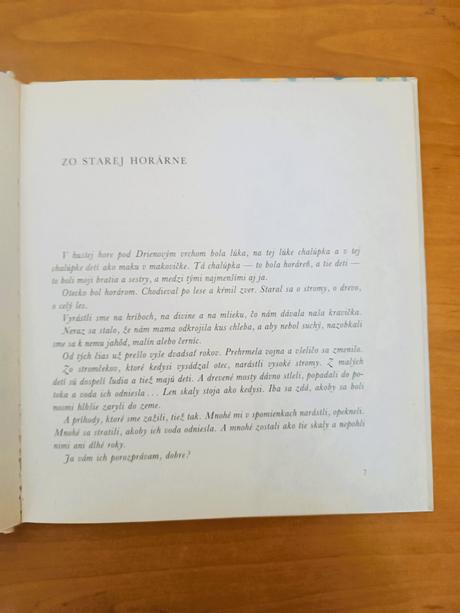 ZO STAREJ HORÁRNE
V hustej hore pod Drienovým vrchom bola lúka, na tej lúke chalúpka a v tej
chalúpke detí ako maku v makovičke. Tá chalúpka — to bola horáreň, a tie deti —
to boli moji bratia a sestry, a medzi tými najmenšími aj ja.
Otecko bol horárom. Chodieval po lese a kŕmil zver. Staral sa o stromy, o drevo,
o celý les.
Vyrástli sme na hríboch, na divine a na mlieku, čo nám dávala naša kravička.
Neraz sa stalo, že nám mama odkrojila kus chleba, a aby nebol suchý, nazobkali
sme sa k nemu jahôd, malín alebo černíc.
Od tých čias už prešlo vyše dvadsať rokov. Prehrmela vojna a všeličo sa zmenilo.
Zo stromčekov, ktoré kedysi vysádzal otec, narástli vysoké stromy. Z malých
detí sú dospelí ľudia a tiež majú deti. A drevené mosty dávno stleli, popadali do po-
toka a voda ich odniesla... Len skaly stoja ako kedysi. Iba sa zdá, akoby sa boli
nosmi hlbšie zaryli do zeme.
A príhody, ktoré sme zažili, tiež tak. Mnohé mi v spomienkach narástli, opekneli.
Mnohé sa stratili, akoby ich voda odniesla. A mnohé zostali ako tie skaly a nepohli
nimi ani dlhé roky.
Ja vám ich porozprávam, dobre?
7